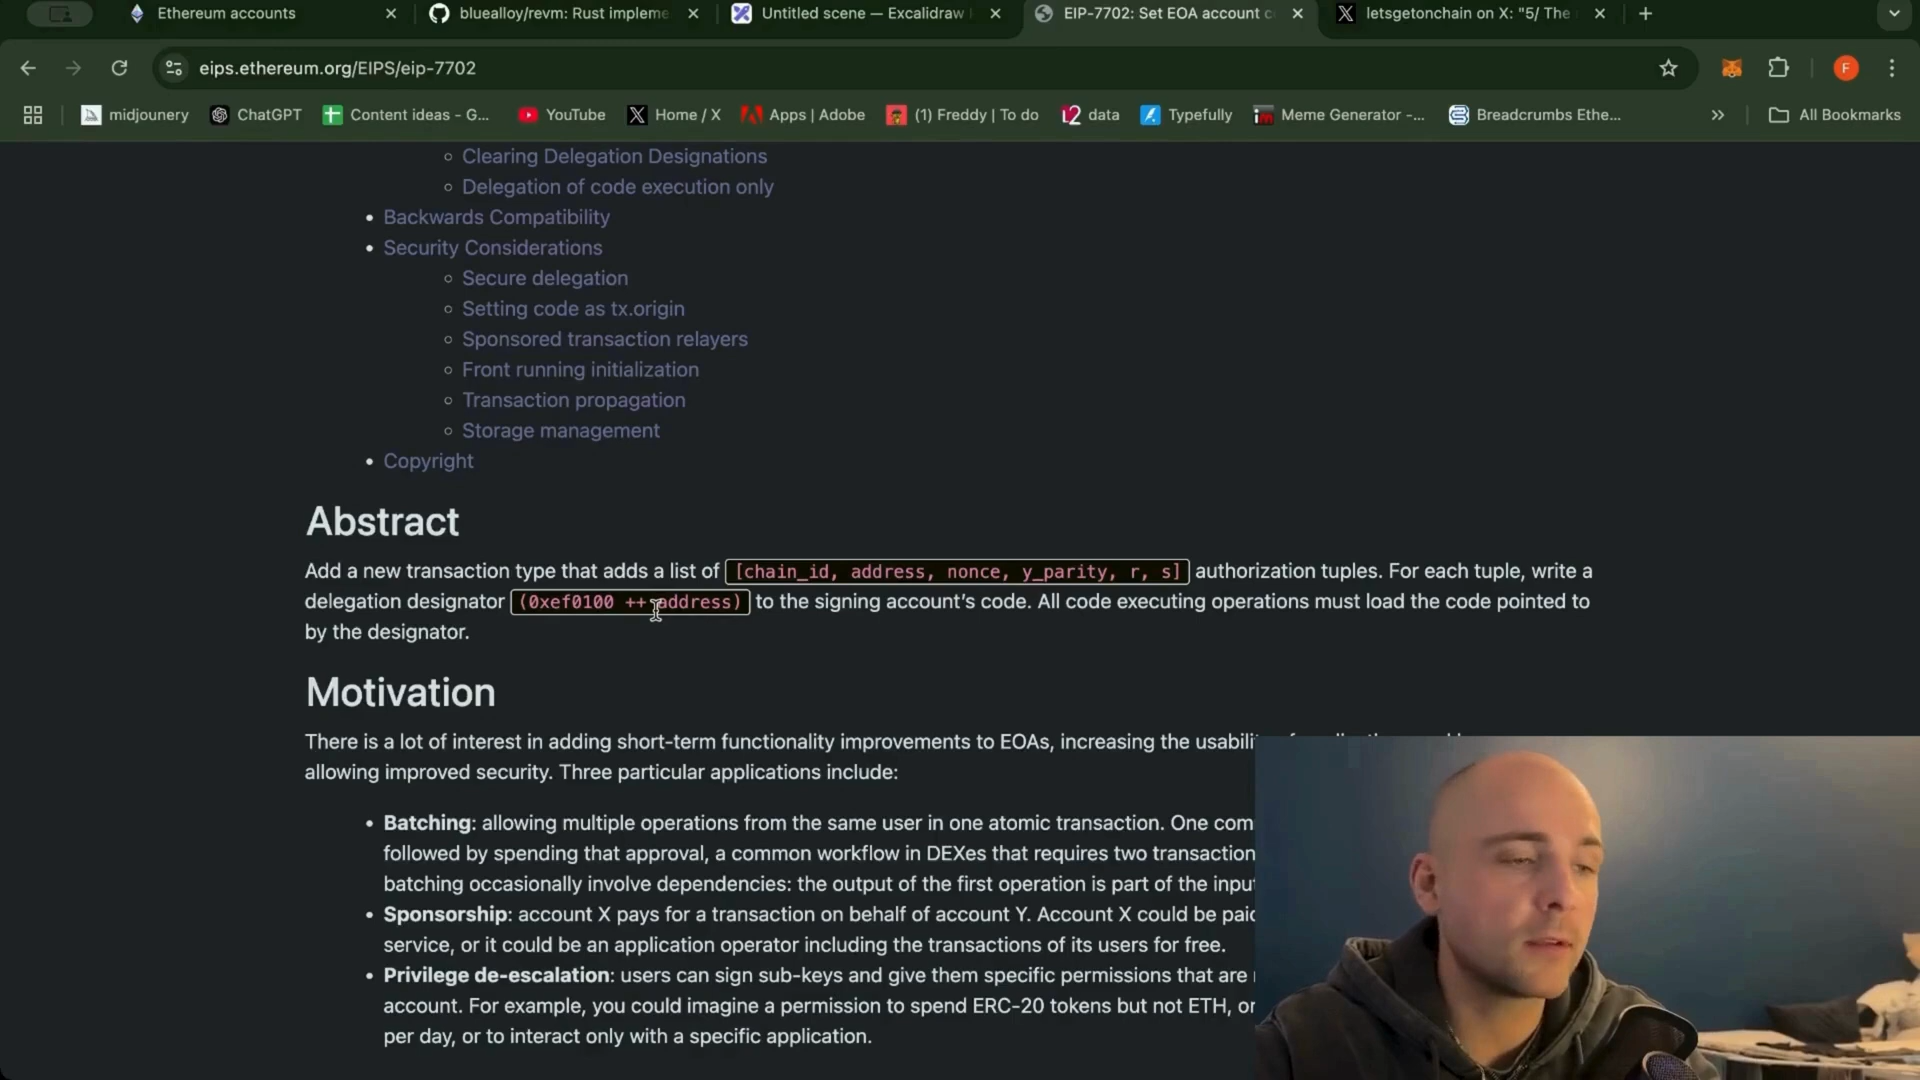 Ethereum accounts
bluealloy/revm: Rust impleme
Untitled scene — Excalidraw
EIP-7702: Set EOA account c
letsgetonchain on X: "5/ The
eips.ethereum.org/EIPS/eip-7702
F
midjounery
ChatGPT
Content ideas - G...
YouTube
Home / X
Apps | Adobe
(1) Freddy | To do
data
Typefully
Meme Generator -...
Breadcrumbs Ethe...
All Bookmarks
Clearing Delegation Designations
Delegation of code execution only
Backwards Compatibility
Security Considerations
Secure delegation
Setting code as tx.origin
Sponsored transaction relayers
Front running initialization
Transaction propagation
Storage management
Copyright
Abstract
Add a new transaction type that adds a list of [chain_id, address, nonce, y_parity, r, s] authorization tuples. For each tuple, write a
delegation designator (0xef0100 ++ address) to the signing account's code. All code executing operations must load the code pointed to
by the designator.
Motivation
There is a lot of interest in adding short-term functionality improvements to EOAs, increasing the usabili
allowing improved security. Three particular applications include:
Batching: allowing multiple operations from the same user in one atomic transaction. One com
followed by spending that approval, a common workflow in DEXes that requires two transaction
batching occasionally involve dependencies: the output of the first operation is part of the input
Sponsorship: account X pays for a transaction on behalf of account Y. Account X could be paid
service, or it could be an application operator including the transactions of its users for free.
Privilege de-escalation: users can sign sub-keys and give them specific permissions that are
account. For example, you could imagine a permission to spend ERC-20 tokens but not ETH, or
per day, or to interact only with a specific application.